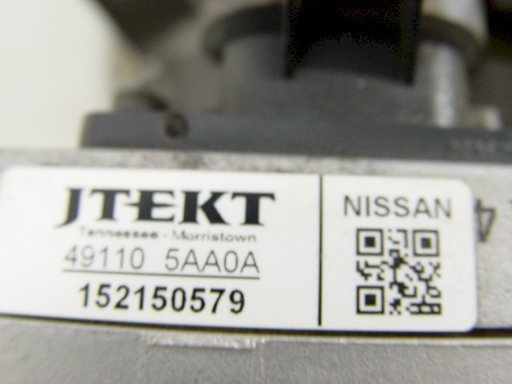 JTEKT
Tennessee - Morristown
49110 5AA0A
152150579
NISSAN